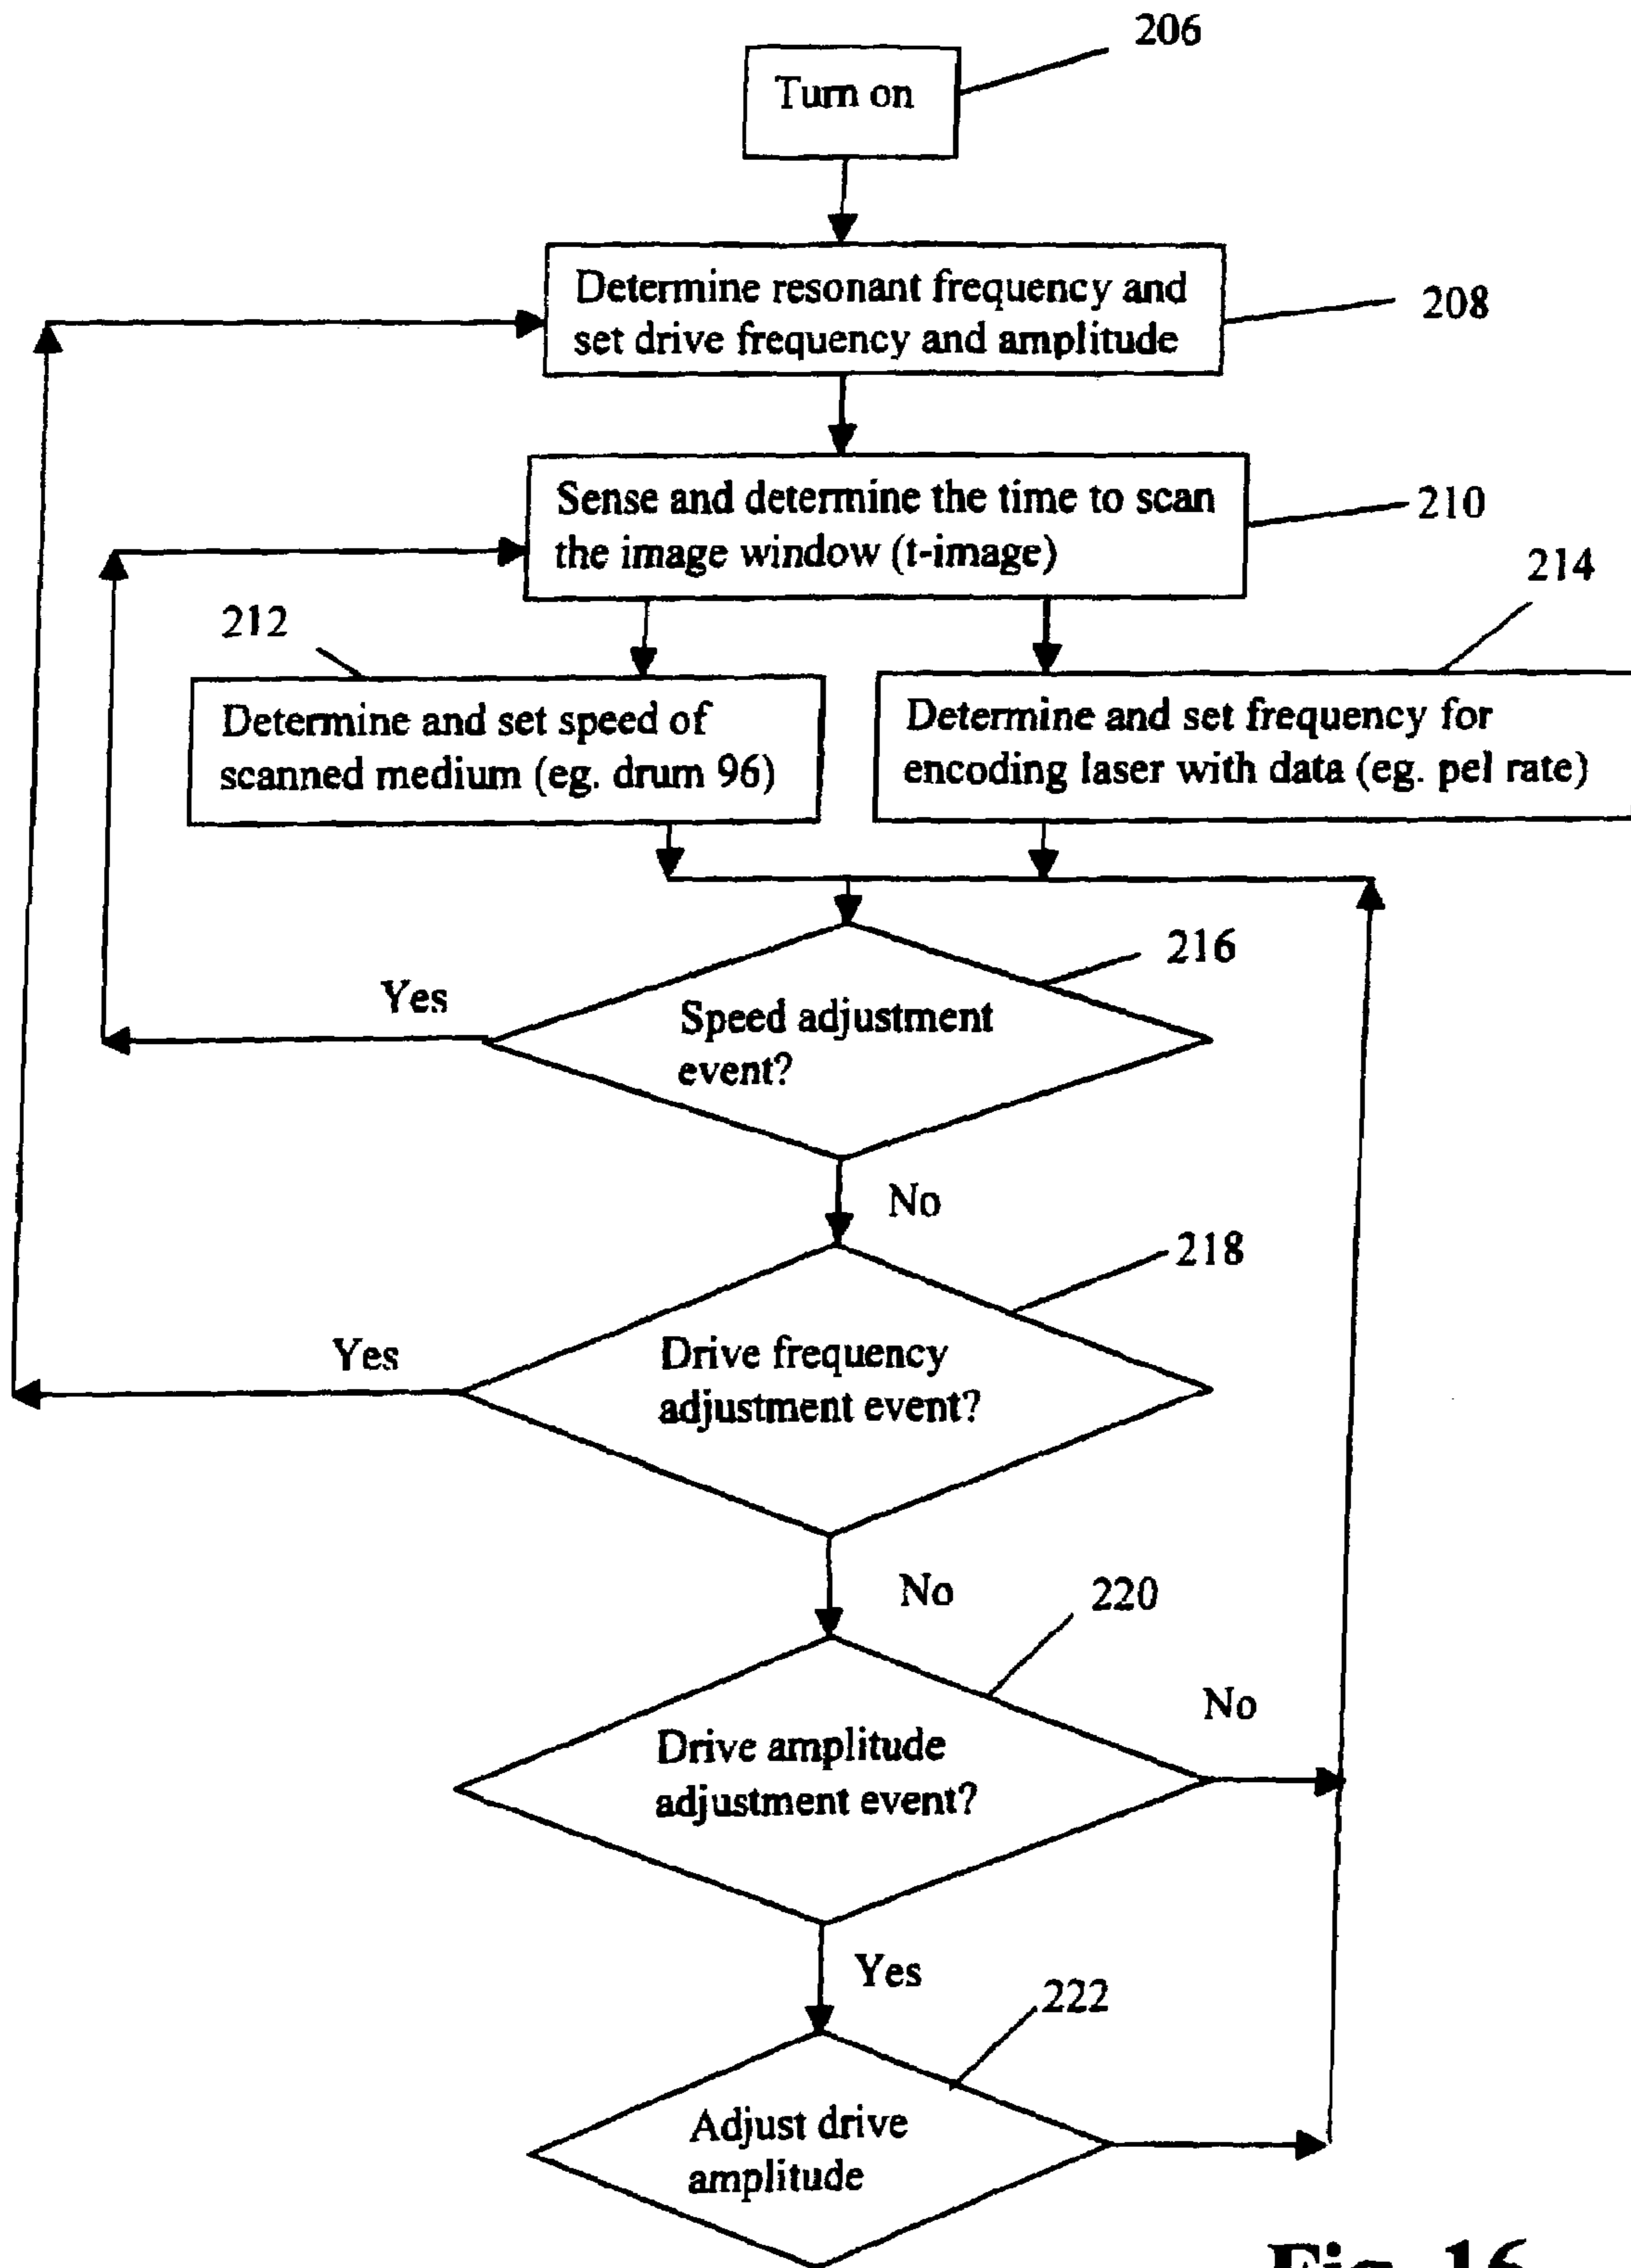 206
Turn on
Determine resonant frequency and
set drive frequency and amplitude
208
Sense and determine the time to scan
the image window (t-image)
210
212
214
Determine and set speed of
scanned medium (eg. drum 96)
Determine and set frequency for
encoding laser with data (eg. pel rate)
216
Yes
Speed adjustment
event?
No
218
Yes
Drive frequency
adjustment event?
No
220
No
Drive amplitude
adjustment event?
Yes
222
Adjust drive
amplitude
Fig. 16